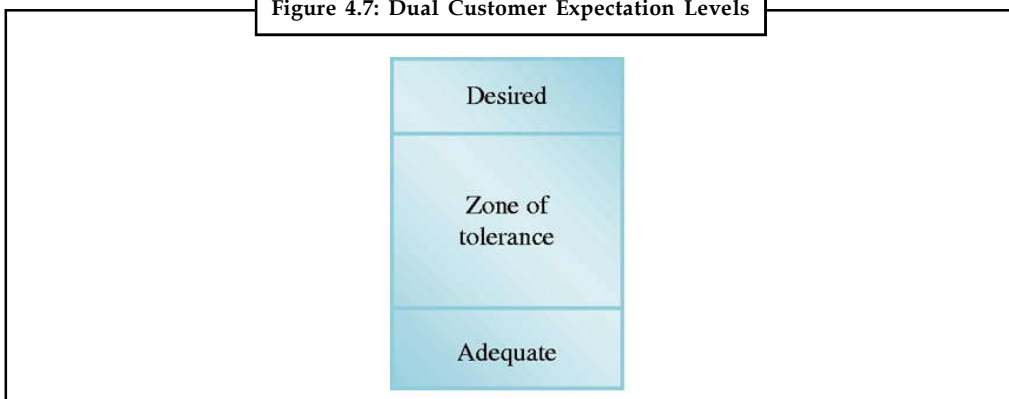 Figure 4.7: Dual Customer Expectation Levels
Desired
Zone of
tolerance
Adequate